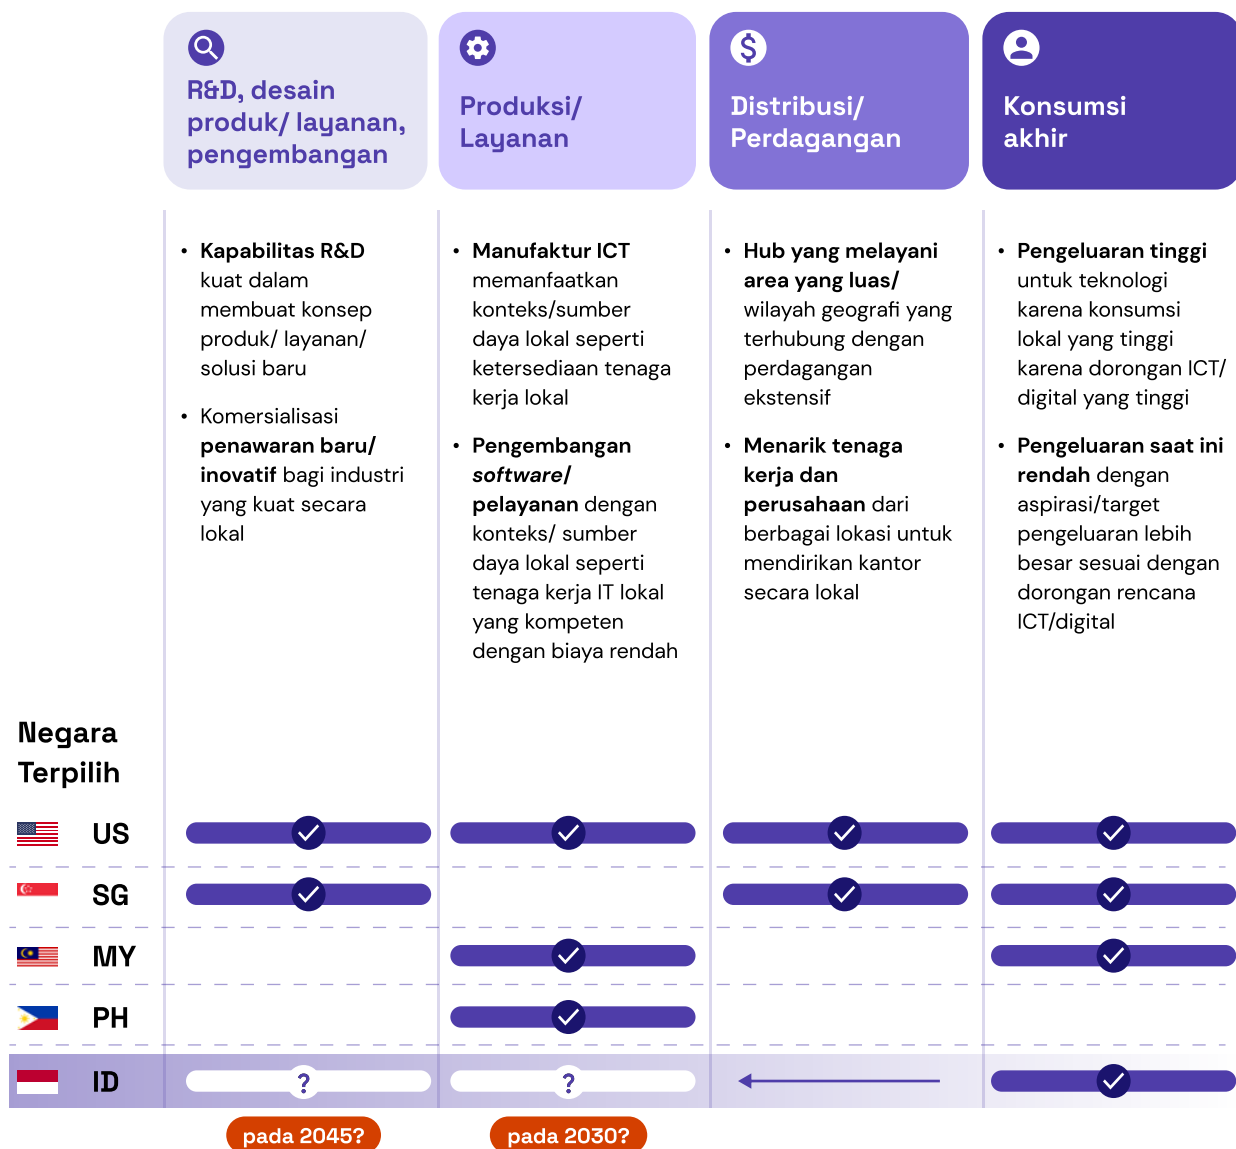 R&D, desain
produk/ layanan,
pengembangan
Produksi/
Layanan
Distribusi/
Perdagangan
Konsumsi
akhir
• Kapabilitas R&D
kuat dalam
membuat konsep
produk/ layanan/
solusi baru
• Komersialisasi
penawaran baru/
inovatif bagi industri
yang kuat secara
lokal
• Manufaktur ICT
memanfaatkan
konteks/sumber
daya lokal seperti
ketersediaan tenaga
kerja lokal
• Pengembangan
software/
pelayanan dengan
konteks/ sumber
daya lokal seperti
tenaga kerja IT lokal
yang kompeten
dengan biaya rendah
• Hub yang melayani
area yang luas/
wilayah geografi yang
terhubung dengan
perdagangan
ekstensif
• Menarik tenaga
kerja dan
perusahaan dari
berbagai lokasi untuk
mendirikan kantor
secara lokal
• Pengeluaran tinggi
untuk teknologi
karena konsumsi
lokal yang tinggi
karena dorongan ICT/
digital yang tinggi
• Pengeluaran saat ini
rendah dengan
aspirasi/target
pengeluaran lebih
besar sesuai dengan
dorongan rencana
ICT/digital
Negara
Terpilih
US
SG
MY
PH
ID
?
?
pada 2045?
pada 2030?